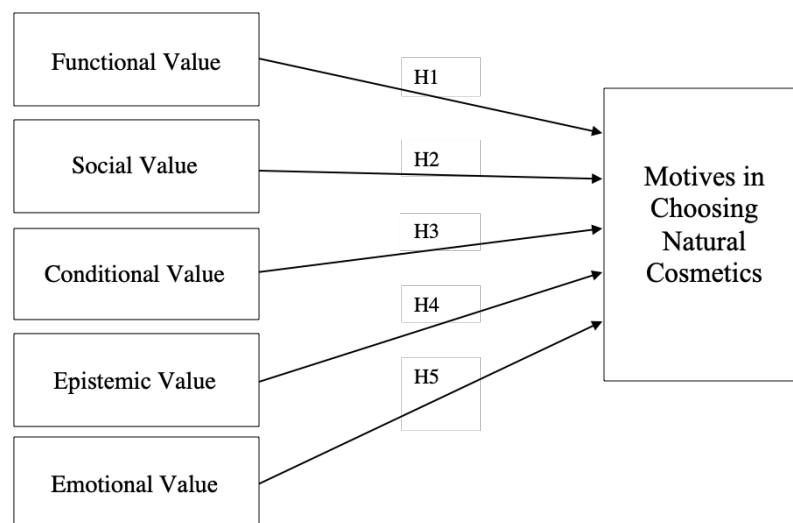 Functional Value
H1
Social Value
H2
Motives in
Choosing
Natural
Cosmetics
Conditional Value
H3
Epistemic Value
H4
Emotional Value
H5